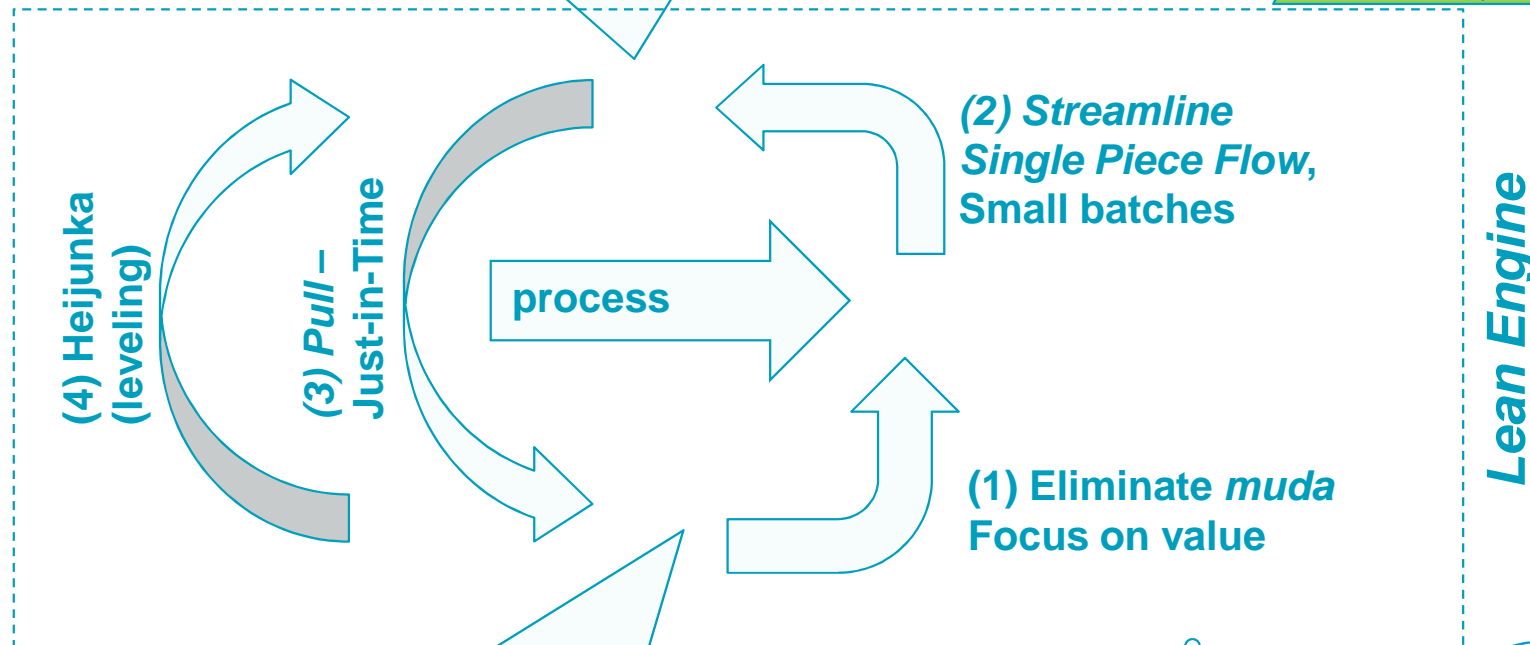 (4) Heijunka
(leveling)
(3) Pull –
Just-in-Time
process
(2) Streamline
Single Piece Flow,
Small batches
(1) Eliminate muda
Focus on value
Lean Engine